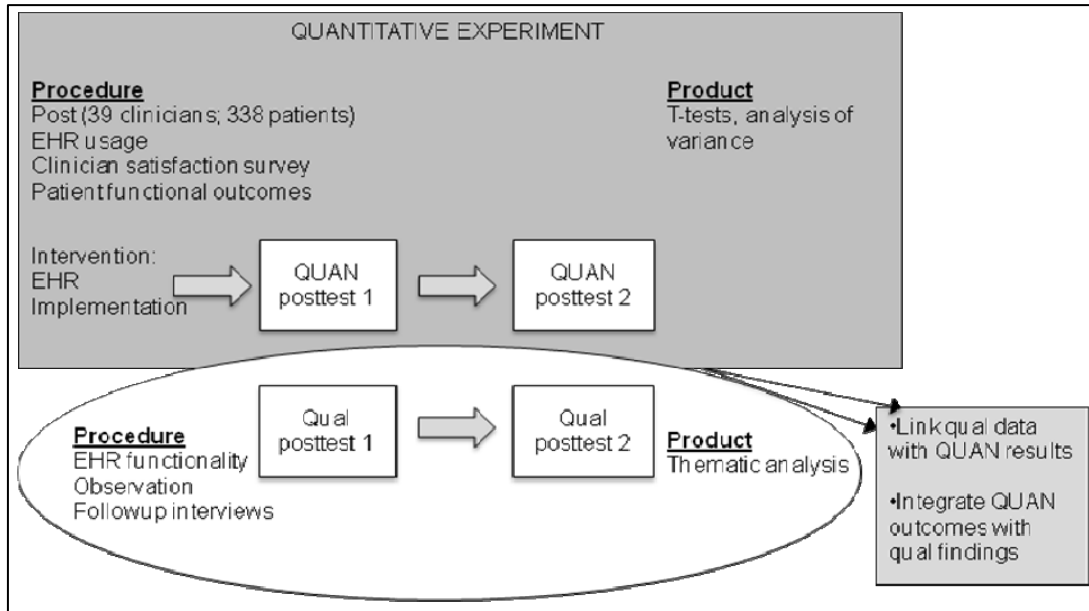 QUANTITATIVE EXPERIMENT
Procedure
Post (39 clinicians; 338 patients)
EHR usage
Clinician satisfaction survey
Patient functional outcomes
Product
T-tests, analysis of
variance
Intervention:
EHR
Implementation
QUAN
posttest 1
QUAN
posttest 2
Procedure
EHR functionality
Observation
Followup interviews
Qual
posttest 1
Qual
posttest 2
Product
Thematic analysis
•Link qual data
with QUAN results
•Integrate QUAN
outcomes with
qual findings